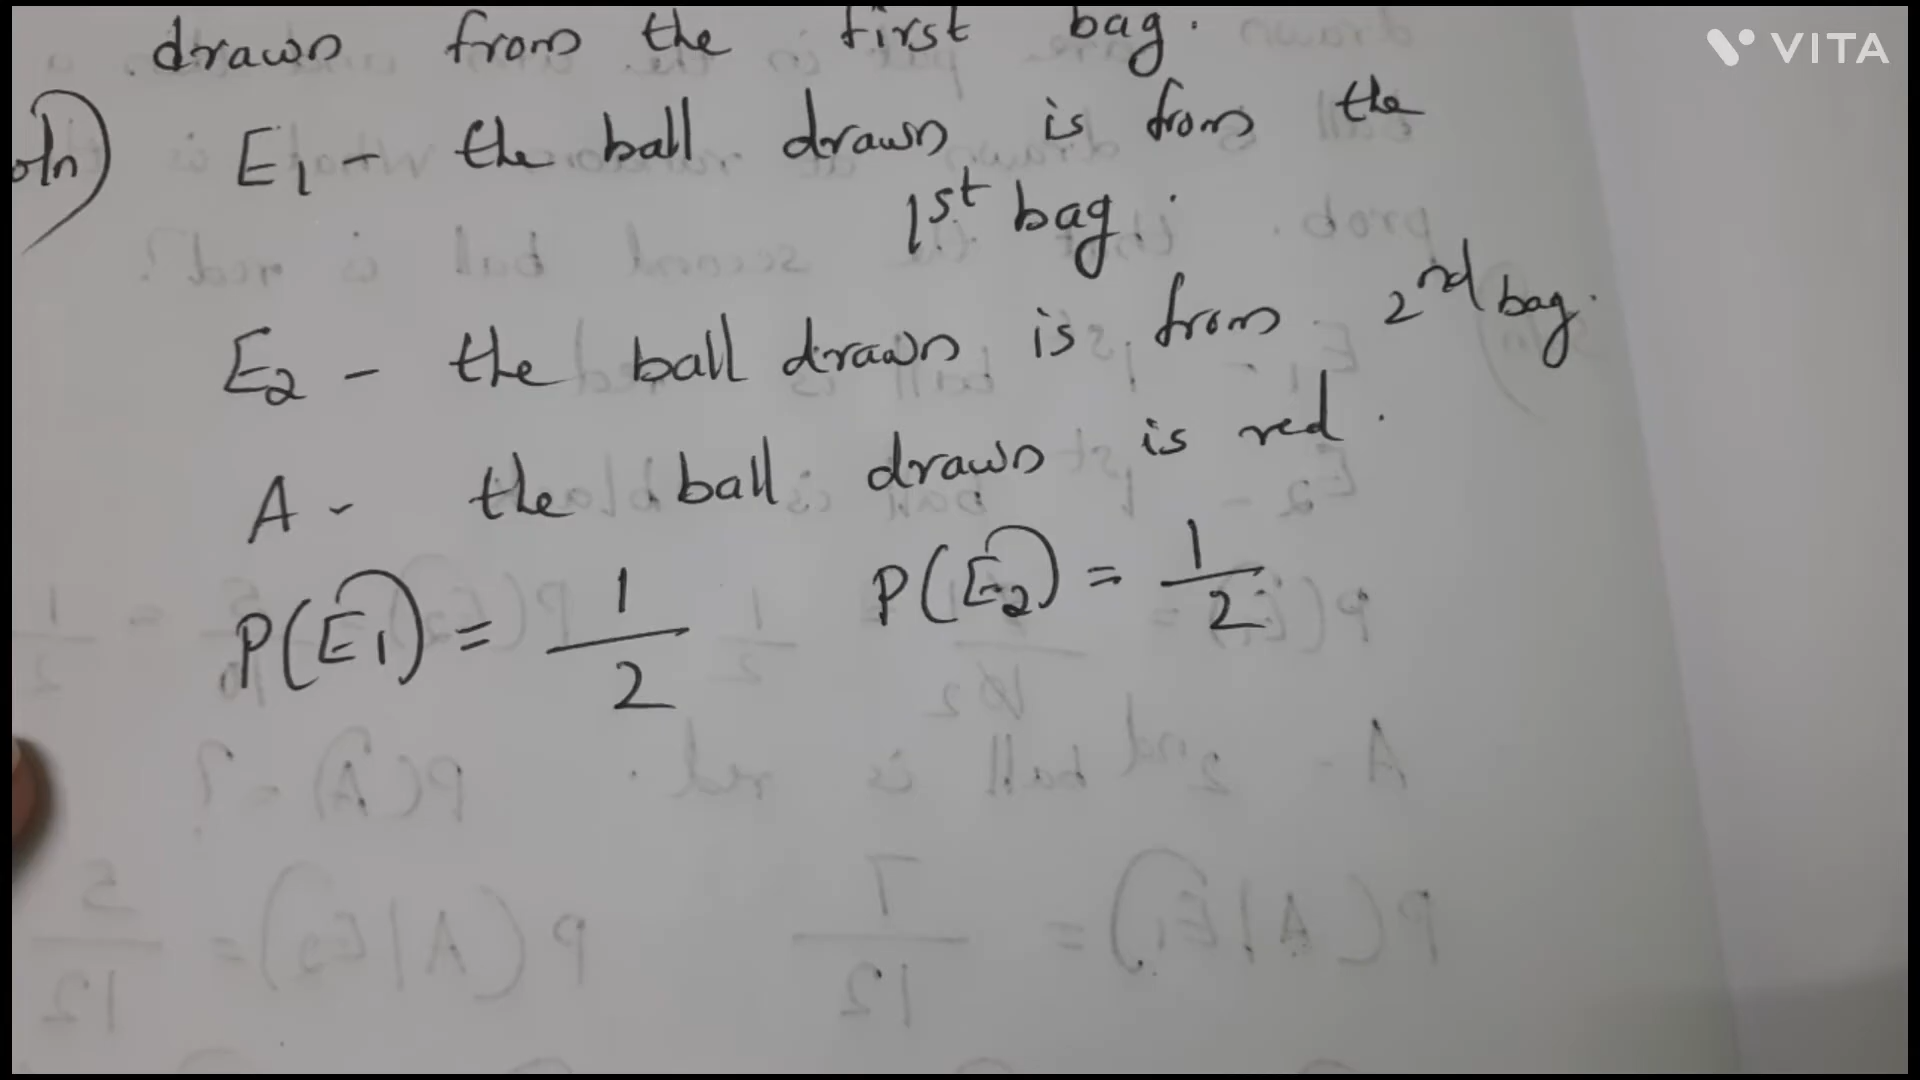 drawn from the first bag.
VITA
oln) E1 - the ball drawn is from the
1st bag.
E2 - the ball drawn is from 2nd bag.
A - the ball drawn is red.
P(E1) = 1/2 P(E2) = 1/2